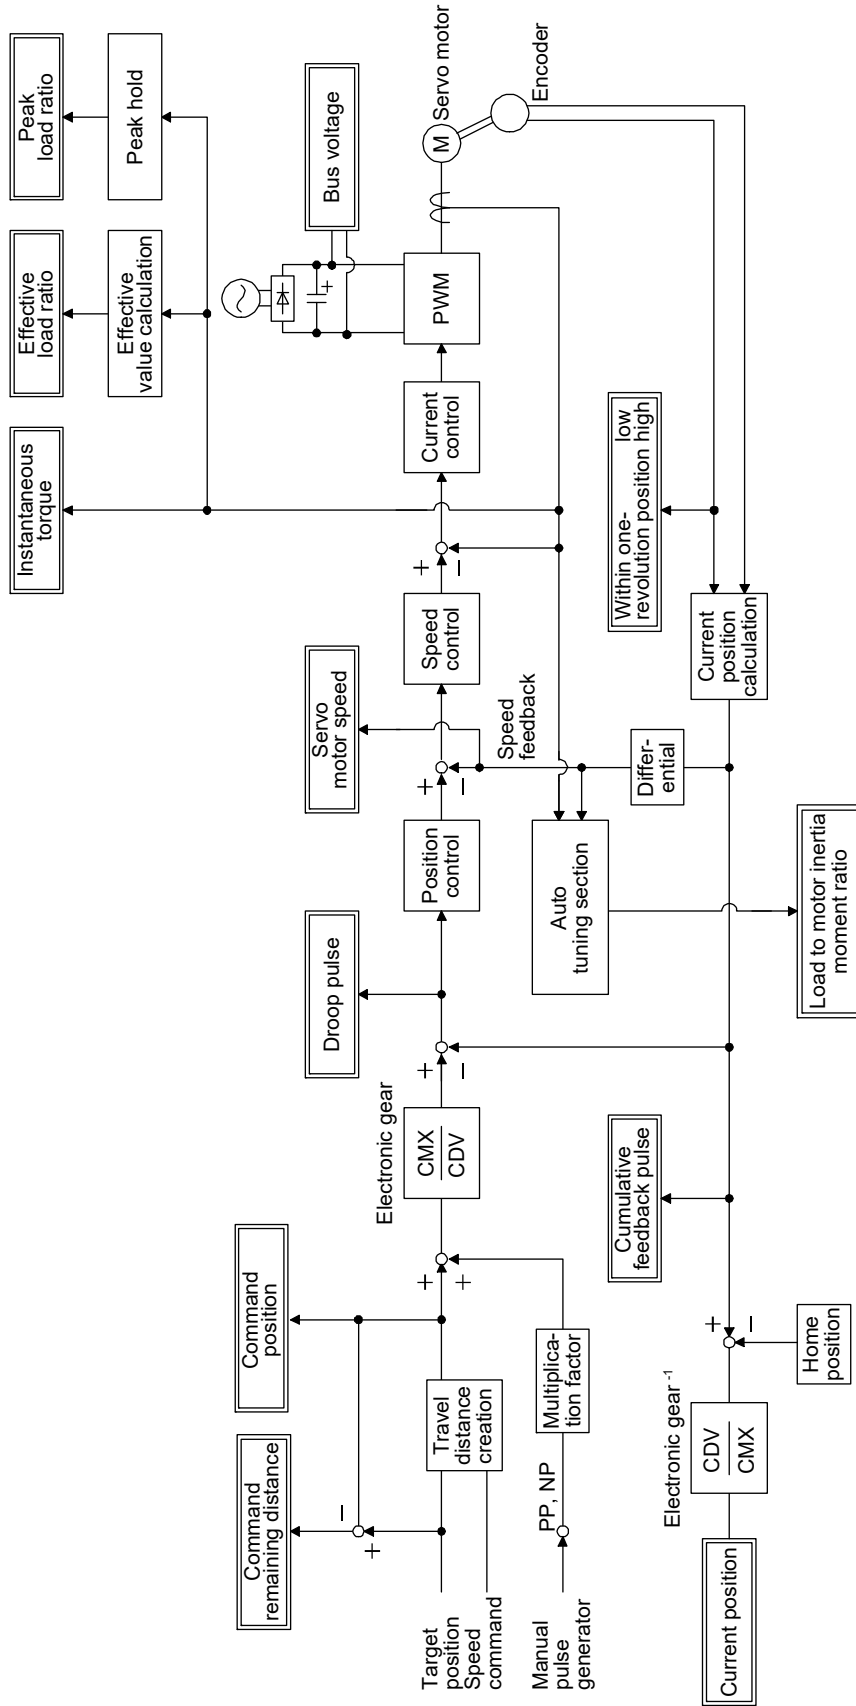 Peak
load ratio
Peak hold
Effective
load ratio
Effective
value calculation
Instantaneous
torque
Bus voltage
Servo motor
M
Encoder
+
PWM
Current
control
+
−
Speed
control
Servo
motor speed
Speed
feedback
+
−
Position
control
Droop pulse
+
−
Electronic gear
CMX
CDV
Command
position
Command
remaining distance
−
+
+
+
Travel
distance
creation
Target
position
Speed
command
Manual
pulse
generator
PP, NP
Multiplica-
tion factor
Auto
tuning section
Within one-
revolution position
low
high
Current
position
calculation
Differ-
ential
Load to motor inertia
moment ratio
Cumulative
feedback pulse
+
−
Home
position
Electronic gear -1
CDV
CMX
Current position